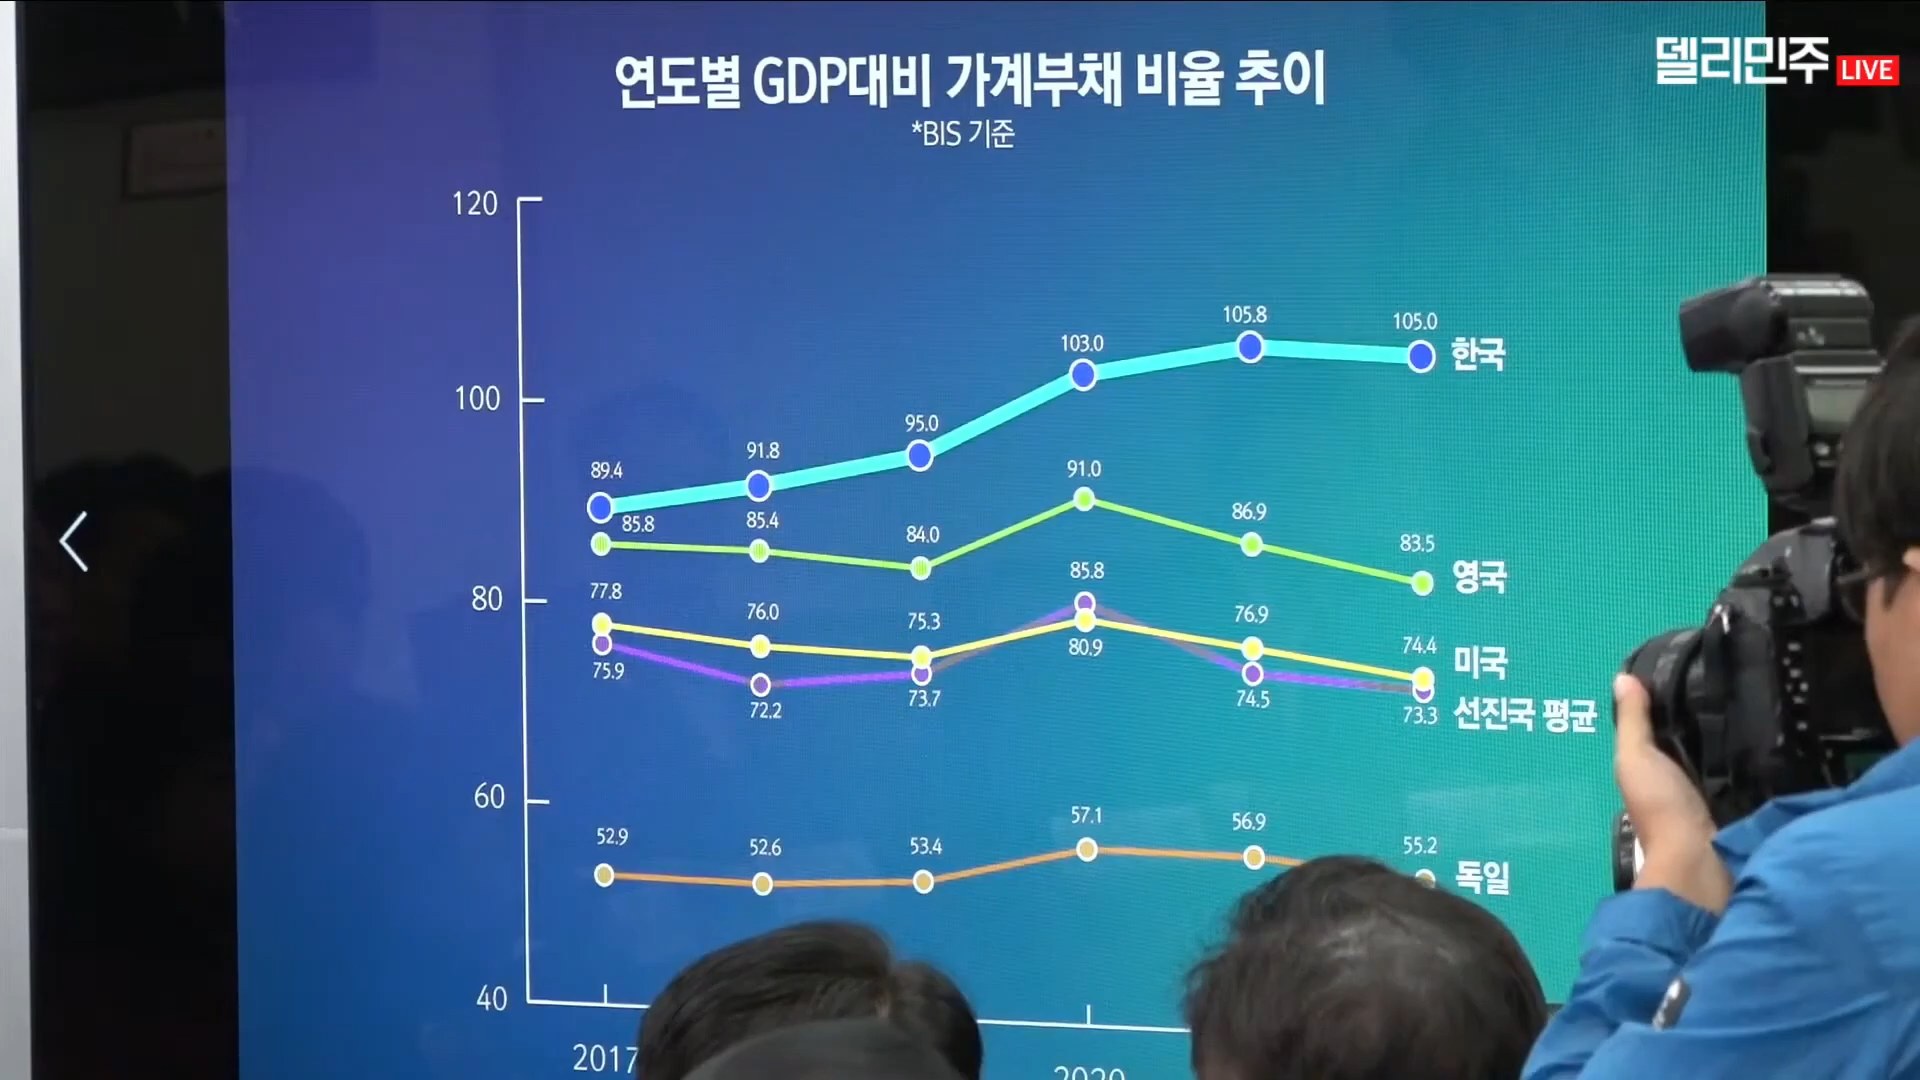 델리민주 LIVE
연도별 GDP대비 가계부채 비율 추이
*BIS 기준
120
100
80
60
40
89.4 91.8 95.0 103.0 105.8 105.0 한국
85.8 85.4 84.0 91.0 86.9 83.5 영국
77.8 76.0 75.3 85.8 76.9 74.4 미국
75.9 72.2 73.7 80.9 74.5 73.3 선진국 평균
52.9 52.6 53.4 57.1 56.9 55.2 독일
2017 2020